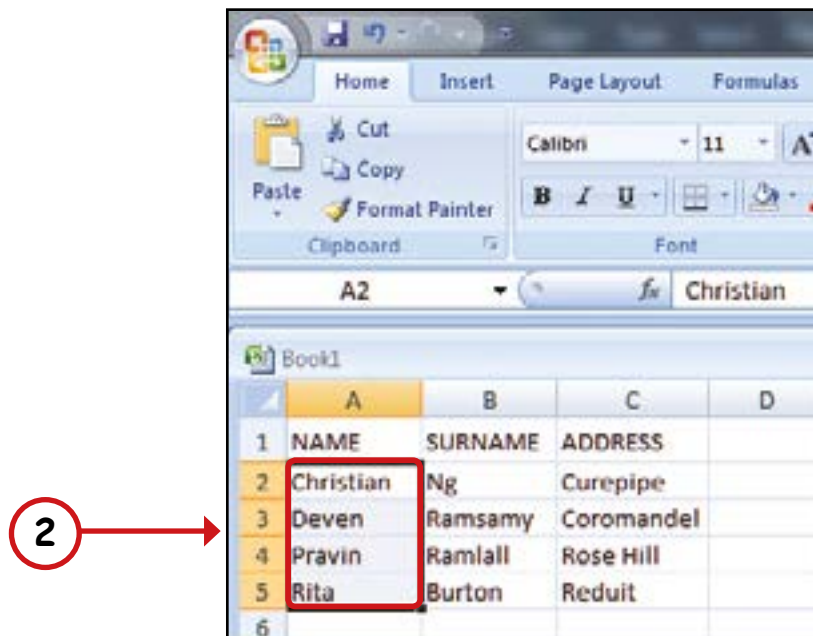 Home Insert Page Layout Formulas
Cut
Copy
Paste
Format Painter
Clipboard
Calibri 11 A
B I U
Font
A2 fx Christian
Book1
A B C D
1 NAME SURNAME ADDRESS
2 Christian Ng Curepipe
3 Deven Ramsamy Coromandel
4 Pravin Ramlall Rose Hill
5 Rita Burton Reduit
6
2